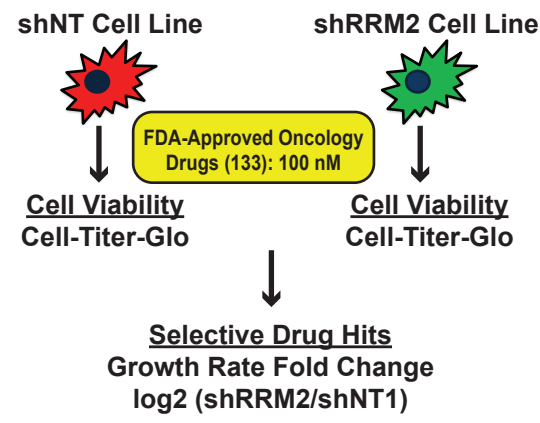 shNT Cell Line
shRRM2 Cell Line
FDA-Approved Oncology
Drugs (133): 100 nM
Cell Viability
Cell-Titer-Glo
Cell Viability
Cell-Titer-Glo
Selective Drug Hits
Growth Rate Fold Change
log2 (shRRM2/shNT1)